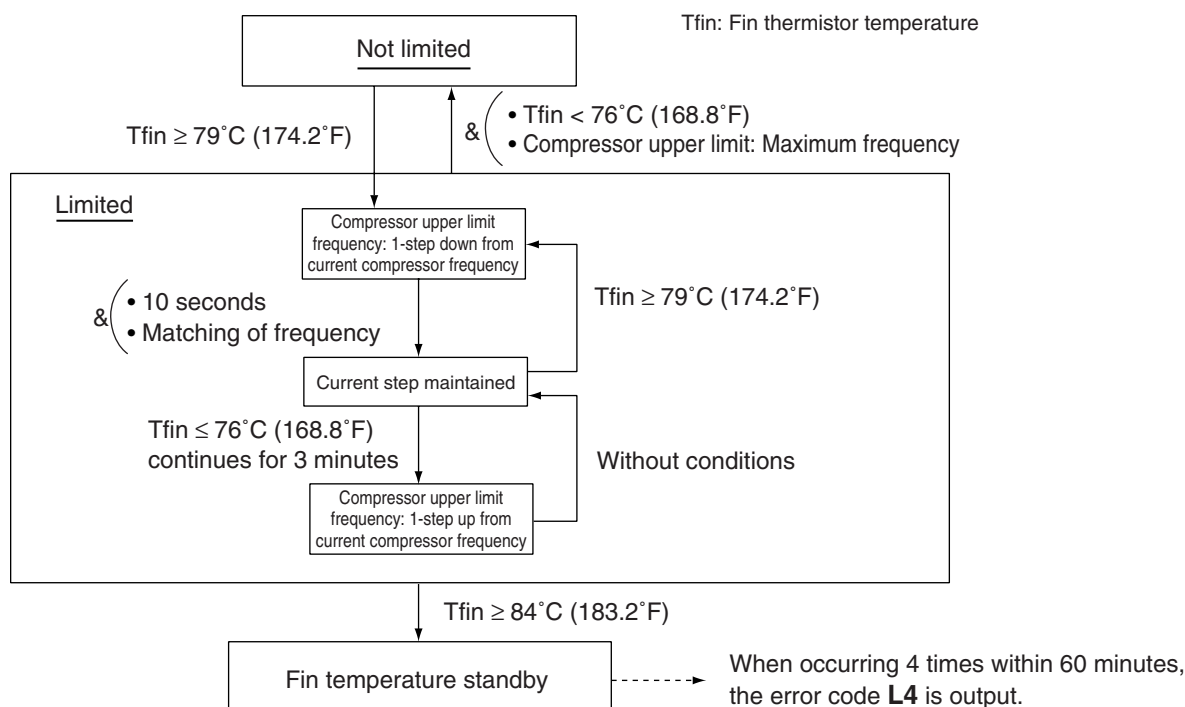 Tfin: Fin thermistor temperature
Not limited
Tfin ≥ 79˚C (174.2˚F)
&
• Tfin < 76˚C (168.8˚F)
• Compressor upper limit: Maximum frequency
Limited
Compressor upper limit
frequency: 1-step down from
current compressor frequency
&
• 10 seconds
• Matching of frequency
Tfin ≥ 79˚C (174.2˚F)
Current step maintained
Tfin ≤ 76˚C (168.8˚F)
continues for 3 minutes
Without conditions
Compressor upper limit
frequency: 1-step up from
current compressor frequency
Tfin ≥ 84˚C (183.2˚F)
Fin temperature standby
When occurring 4 times within 60 minutes,
the error code L4 is output.